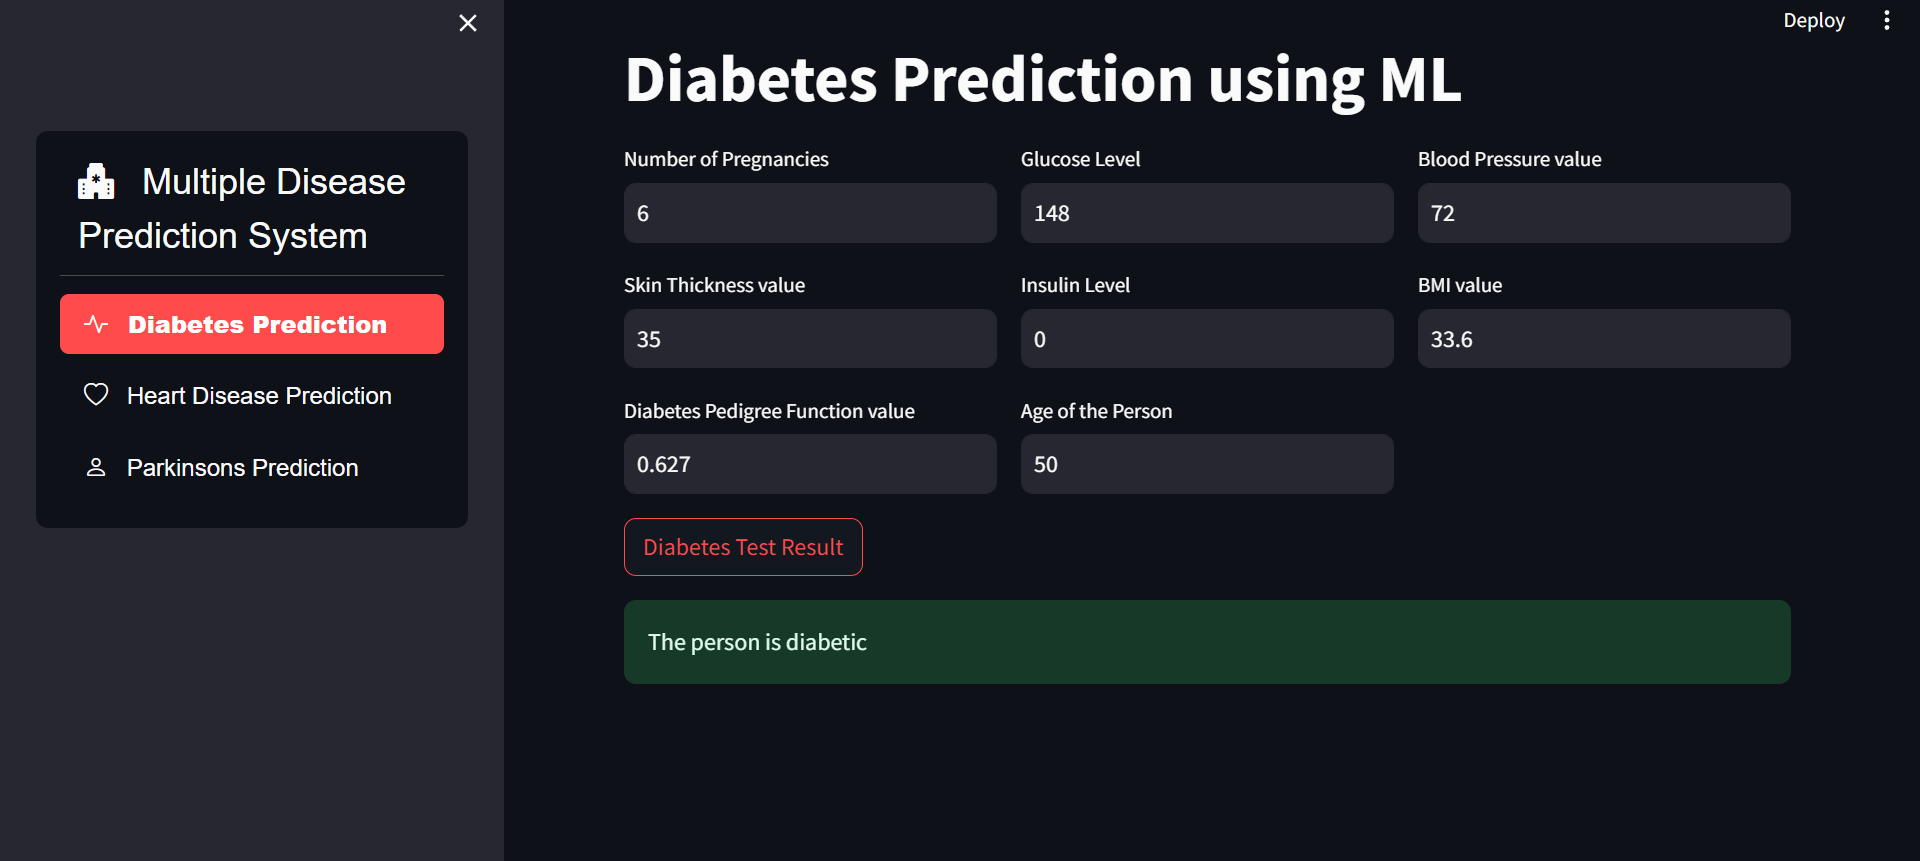 Multiple Disease
Prediction System
Diabetes Prediction
Heart Disease Prediction
Parkinsons Prediction
Deploy
Diabetes Prediction using ML
Number of Pregnancies
6
Glucose Level
148
Blood Pressure value
72
Skin Thickness value
35
Insulin Level
0
BMI value
33.6
Diabetes Pedigree Function value
0.627
Age of the Person
50
Diabetes Test Result
The person is diabetic